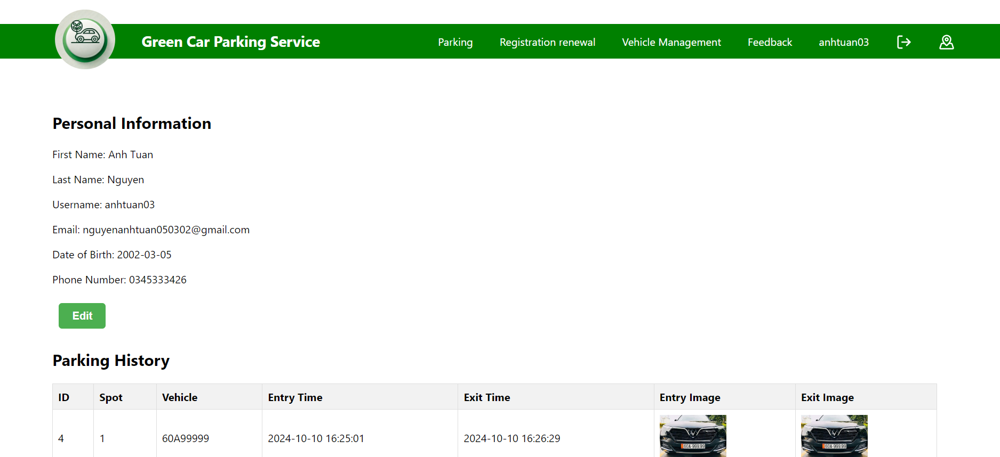 Green Car Parking Service
Parking
Registration renewal
Vehicle Management
Feedback
anhtuan03
Personal Information
First Name: Anh Tuan
Last Name: Nguyen
Username: anhtuan03
Email: nguyenanhtuan050302@gmail.com
Date of Birth: 2002-03-05
Phone Number: 0345333426
Edit
Parking History
ID Spot Vehicle Entry Time Exit Time Entry Image Exit Image
4 1 60A99999 2024-10-10 16:25:01 2024-10-10 16:26:29
60A-999.99
60A-999.99